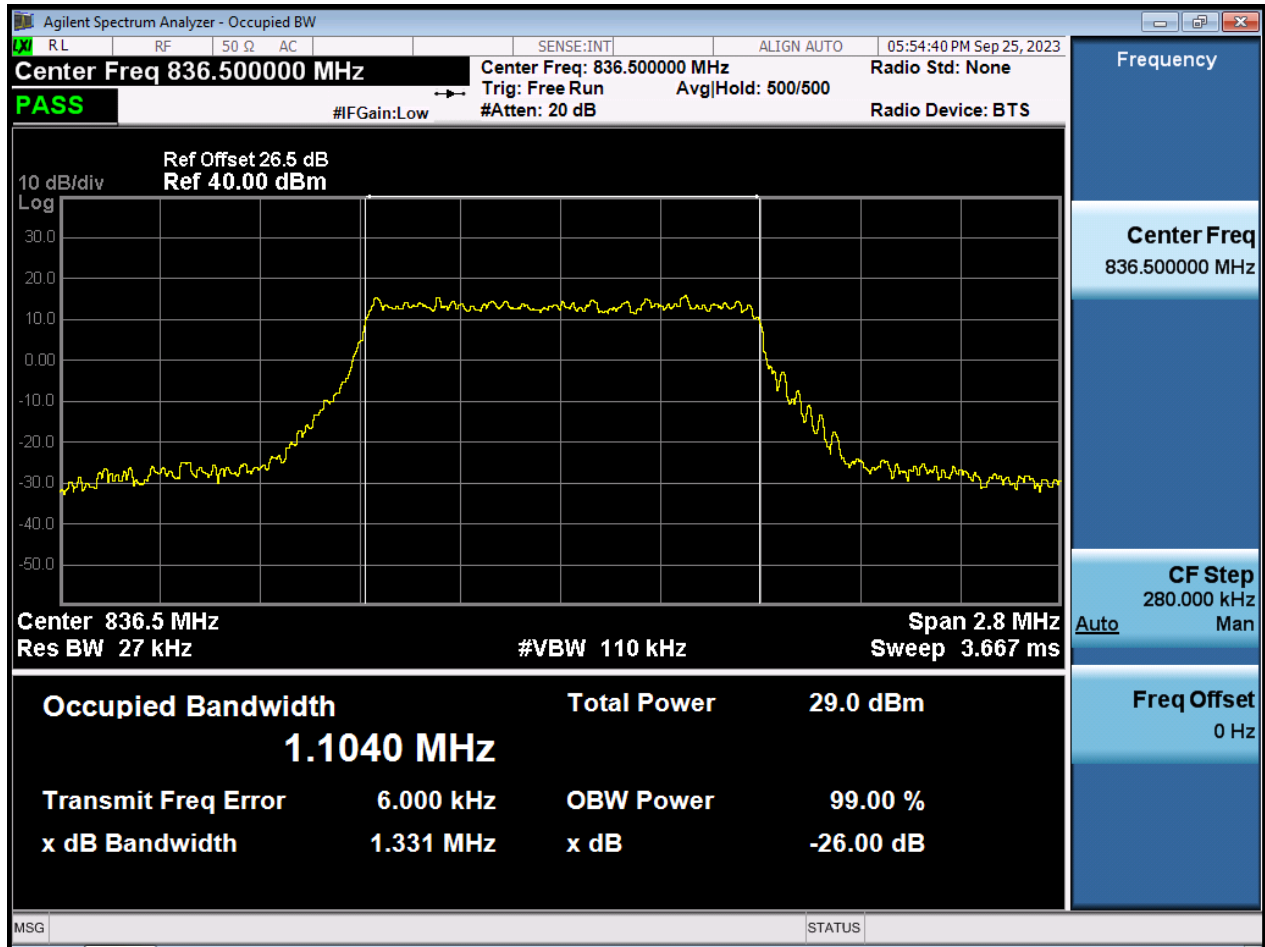 Agilent Spectrum Analyzer - Occupied BW
LXI RL RF 50 Ω AC SENSE:INT ALIGN AUTO 05:54:40 PM Sep 25, 2023
Center Freq 836.500000 MHz Center Freq: 836.500000 MHz Radio Std: None
Trig: Free Run Avg|Hold: 500/500
PASS #IFGain:Low #Atten: 20 dB Radio Device: BTS
Ref Offset 26.5 dB
10 dB/div Ref 40.00 dBm
Log
30.0
20.0
10.0
0.00
-10.0
-20.0
-30.0
-40.0
-50.0
Center 836.5 MHz Span 2.8 MHz
Res BW 27 kHz #VBW 110 kHz Sweep 3.667 ms
Occupied Bandwidth Total Power 29.0 dBm
1.1040 MHz
Transmit Freq Error 6.000 kHz OBW Power 99.00 %
x dB Bandwidth 1.331 MHz x dB -26.00 dB
Frequency
Center Freq
836.500000 MHz
CF Step
280.000 kHz
Auto Man
Freq Offset
0 Hz
MSG STATUS